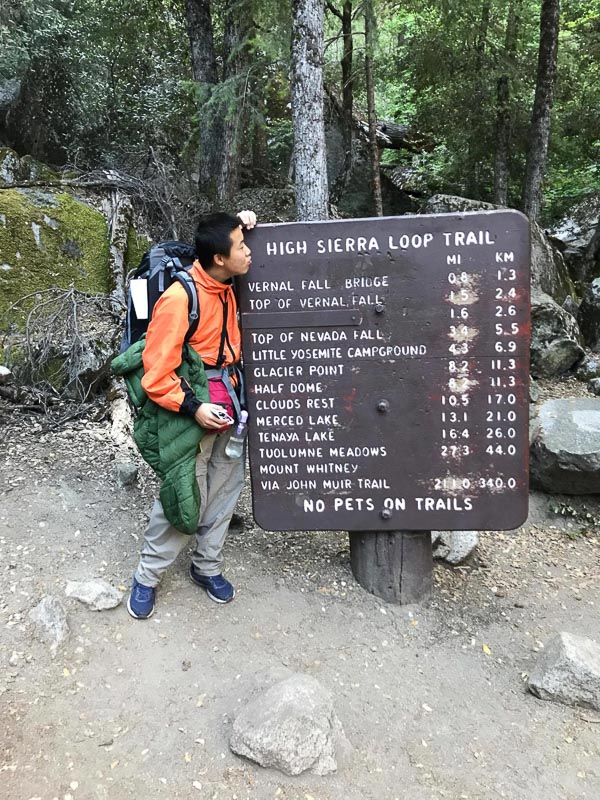 HIGH SIERRA LOOP TRAIL
MI KM
VERNAL FALL BRIDGE 0.8 1.3
TOP OF VERNAL FALL 1.5 2.4
1.6 2.6
TOP OF NEVADA FALL 3.4 5.5
LITTLE YOSEMITE CAMPGROUND 4.3 6.9
GLACIER POINT 8.2 11.3
HALF DOME 8.2 11.3
CLOUDS REST 10.5 17.0
MERCED LAKE 13.1 21.0
TENAYA LAKE 16.4 26.0
TUOLUMNE MEADOWS 27.3 44.0
MOUNT WHITNEY
VIA JOHN MUIR TRAIL 211.0 340.0
NO PETS ON TRAILS